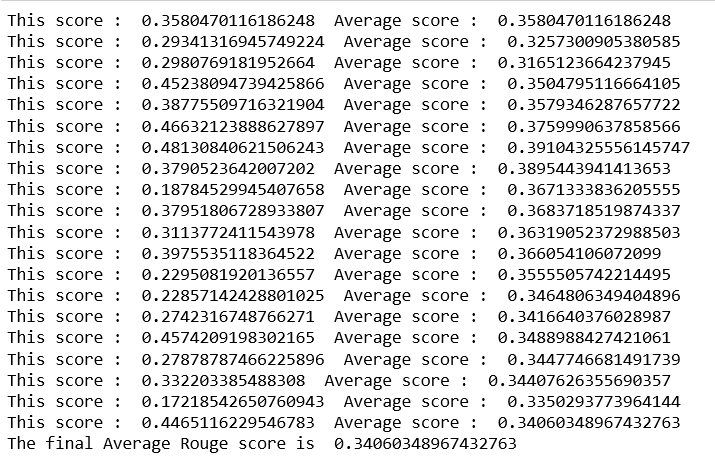 This score :  0.3580470116186248  Average score :  0.3580470116186248
This score :  0.29341316945749224  Average score :  0.3257300905380585
This score :  0.2980769181952664  Average score :  0.3165123664237945
This score :  0.45238094739425866  Average score :  0.3504795116664105
This score :  0.38775509716321904  Average score :  0.3579346287657722
This score :  0.46632123888627897  Average score :  0.3759990637858566
This score :  0.48130840621506243  Average score :  0.39104325556145747
This score :  0.3790523642007202  Average score :  0.3895443941413653
This score :  0.18784529945407658  Average score :  0.3671333836205555
This score :  0.37951806728933807  Average score :  0.3683718519874337
This score :  0.3113772411543978  Average score :  0.36319052372988503
This score :  0.3975535118364522  Average score :  0.366054106072099
This score :  0.2295081920136557  Average score :  0.3555505742214495
This score :  0.22857142428801025  Average score :  0.3464806349404896
This score :  0.2742316748766271  Average score :  0.3416640376028987
This score :  0.4574209198302165  Average score :  0.3488988427421061
This score :  0.27878787466225896  Average score :  0.3447746681491739
This score :  0.332203385488308  Average score :  0.34407626355690357
This score :  0.17218542650760943  Average score :  0.3350293773964144
This score :  0.4465116229546783  Average score :  0.34060348967432763
The final Average Rouge score is  0.34060348967432763